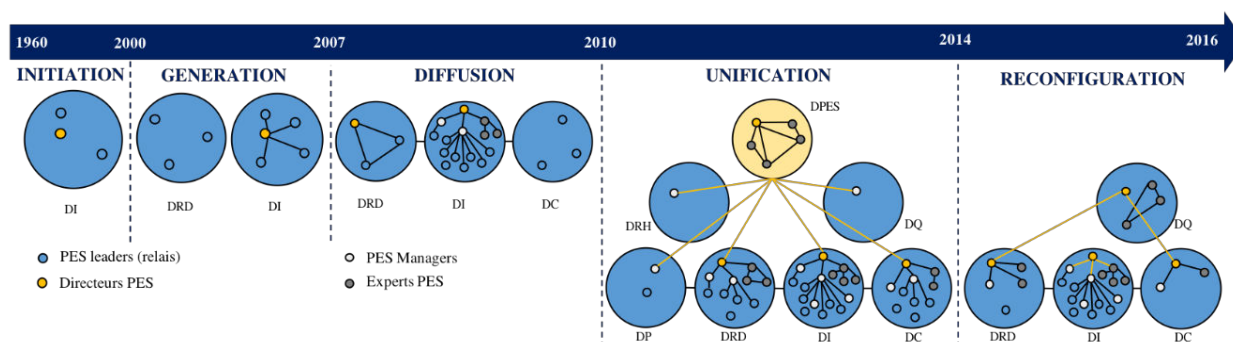 1960 2000 2007 2010 2014 2016
INITIATION GENERATION DIFFUSION UNIFICATION RECONFIGURATION
DPES
DI DRD DI DRD DI DC
DRH DQ DQ
PES leaders (relais) PES Managers
Directeurs PES Experts PES
DP DRD DI DC DRD DI DC